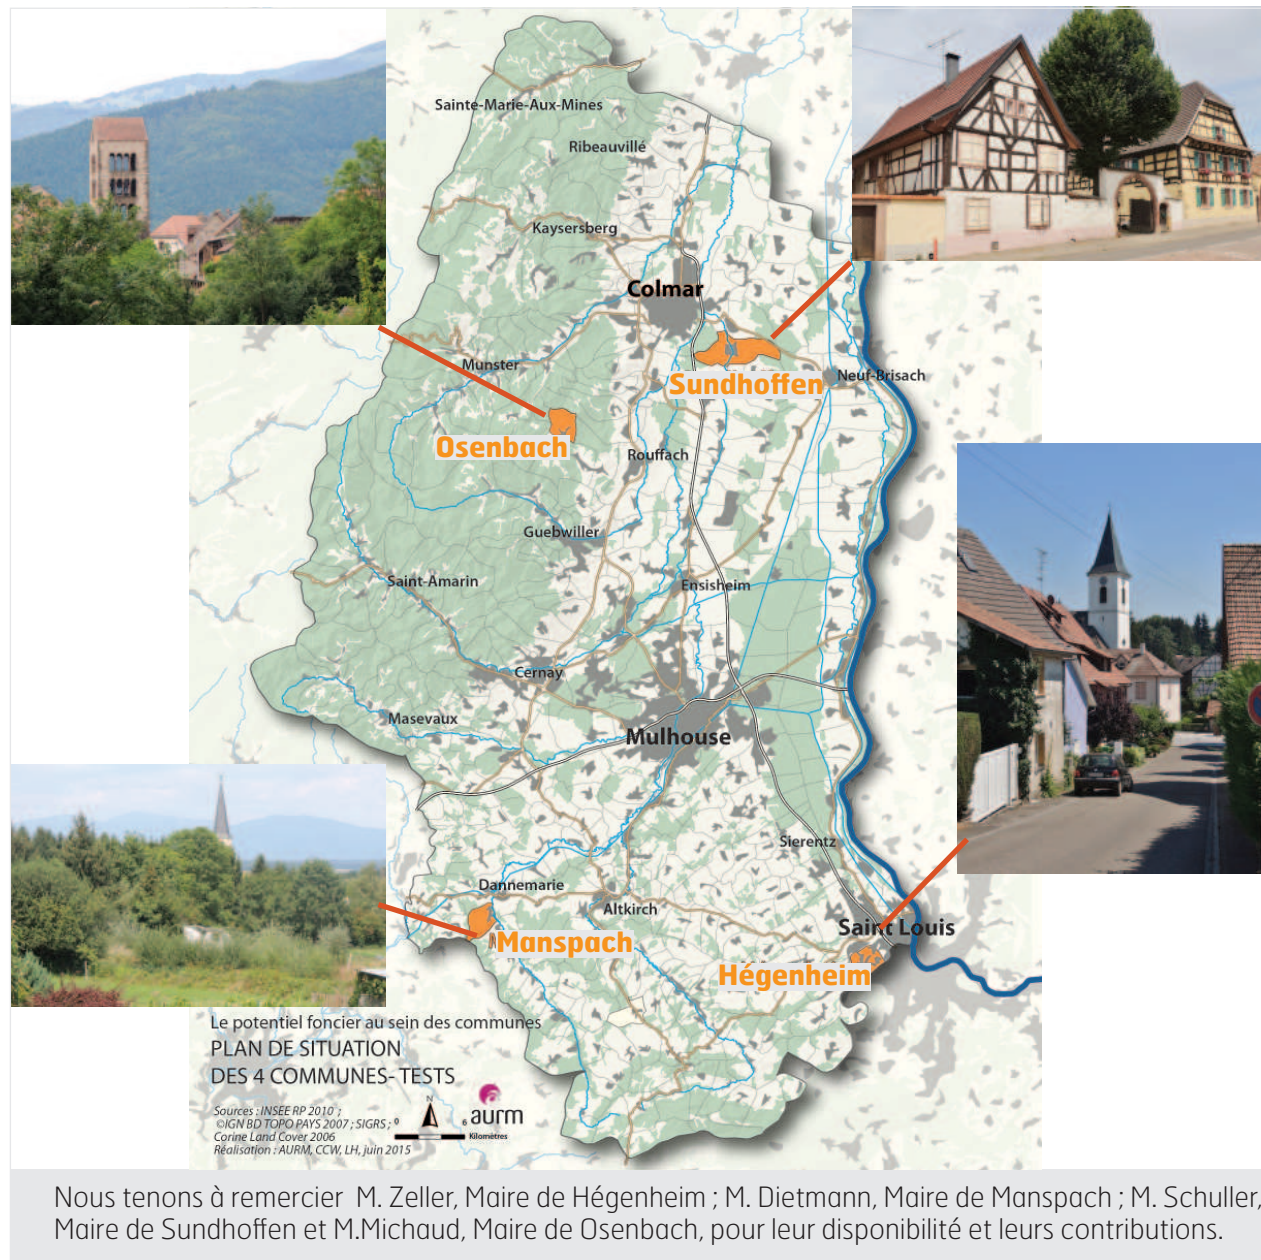 Sainte-Marie-Aux-Mines
Ribeauvillé
Kaysersberg
Colmar
Munster
Sundhoffen
Neuf-Brisach
Osenbach
Rouffach
Guebwiller
Saint-Amarin
Ensisheim
Cernay
Masevaux
Mulhouse
Sierentz
Dannemarie
Altkirch
Saint Louis
Manspach
Hégenheim
Le potentiel foncier au sein des communes
PLAN DE SITUATION
DES 4 COMMUNES- TESTS
Sources : INSEE RP 2010 ;
©IGN BD TOPO PAYS 2007 ; SIGRS ;
Corine Land Cover 2006
Réalisation : AURM, CCW, LH, juin 2015
N
0 6
Kilomètres
aurm
Nous tenons à remercier M. Zeller, Maire de Hégenheim ; M. Dietmann, Maire de Manspach ; M. Schuller,
Maire de Sundhoffen et M.Michaud, Maire de Osenbach, pour leur disponibilité et leurs contributions.